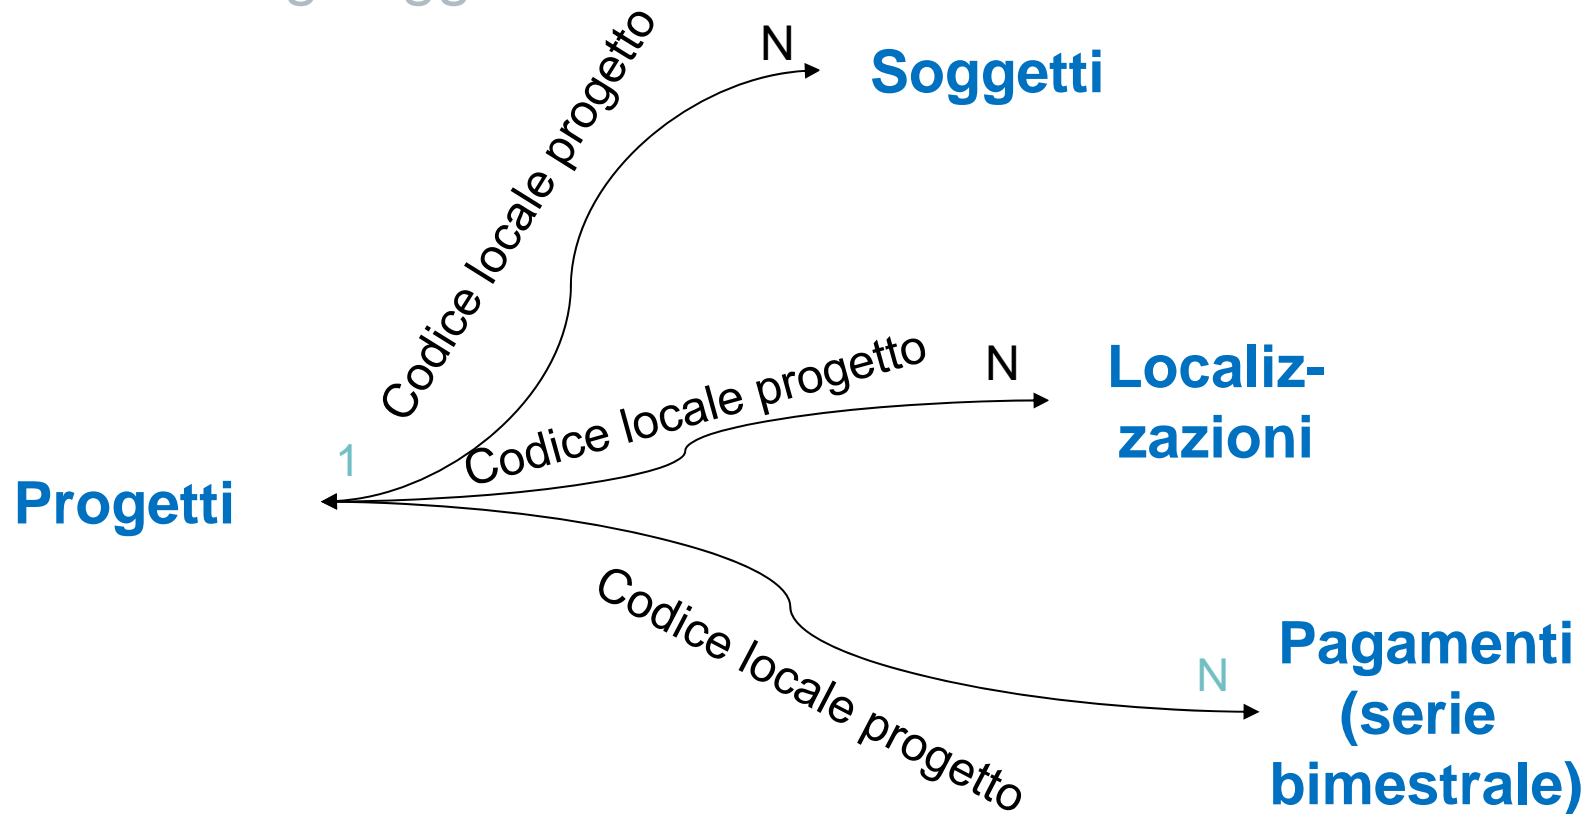 Codice locale progetto
N
Soggetti
Codice locale progetto
N
Localiz-
zazioni
1
Progetti
Codice locale progetto
N
Pagamenti
(serie
bimestrale)